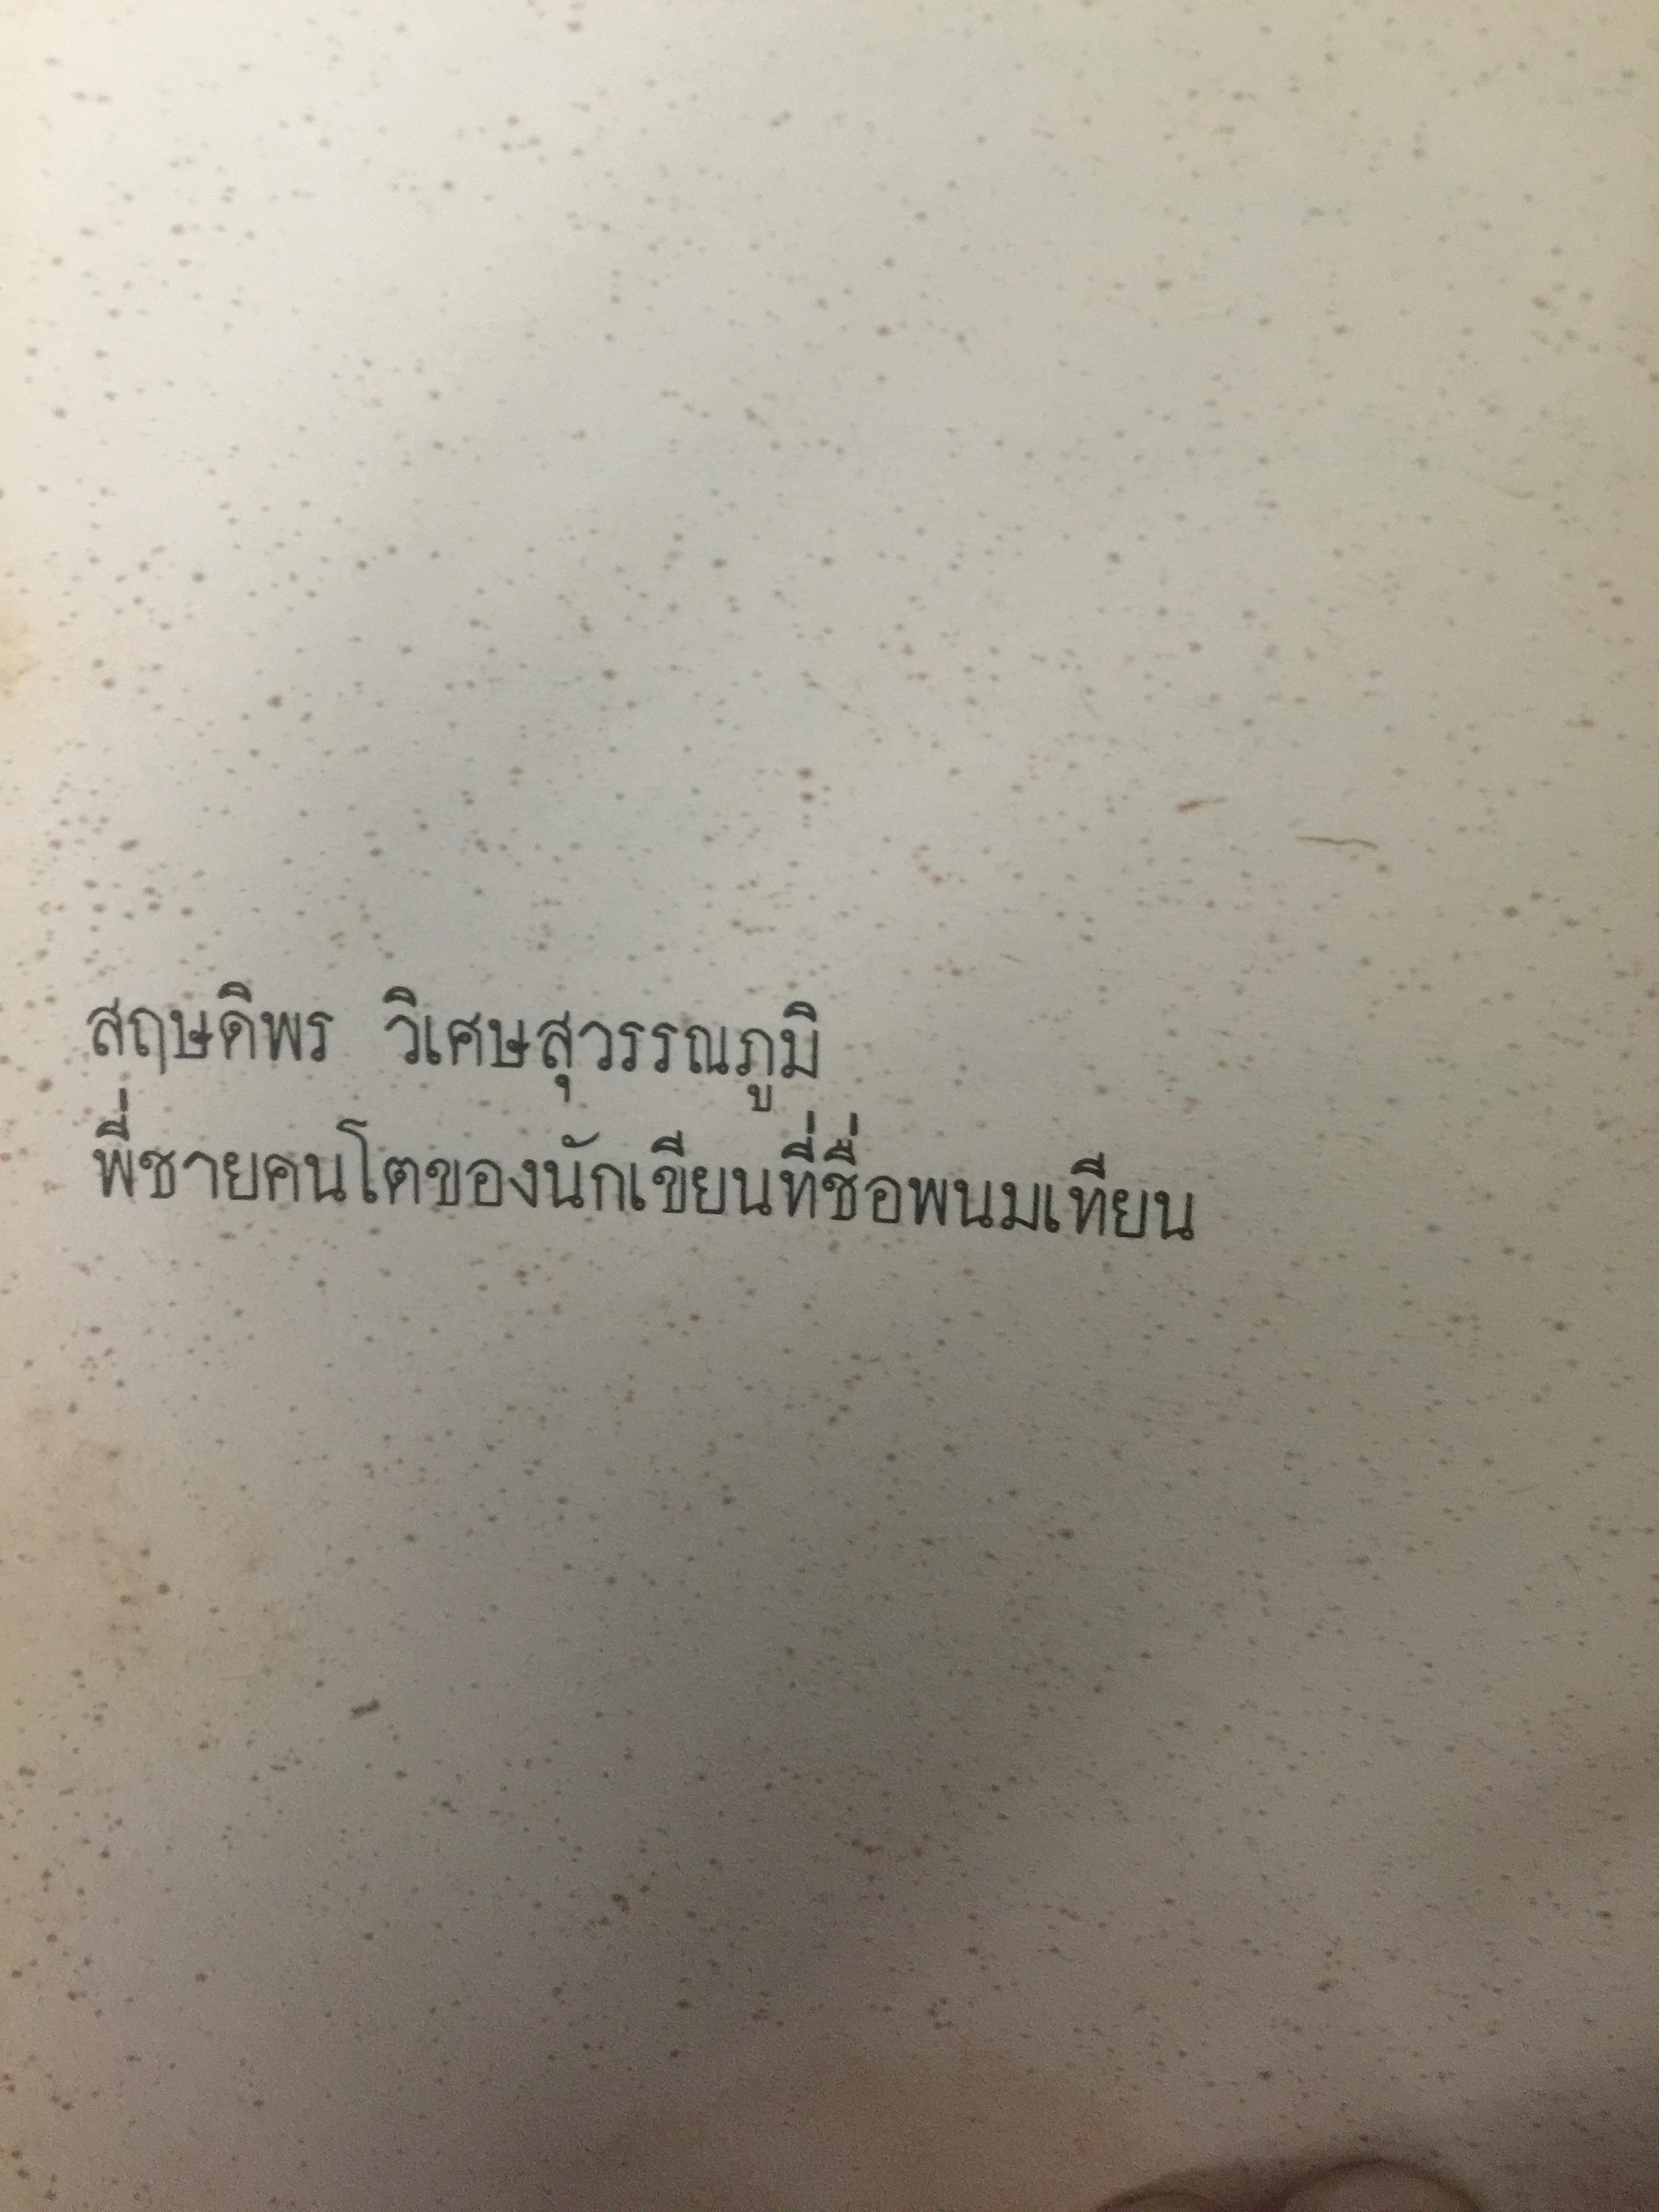 สฤษดิพร วิเศษสุวรรณภูมิ
พี่ชายคนโตของนักเขียนที่ชื่อพนมเทียน